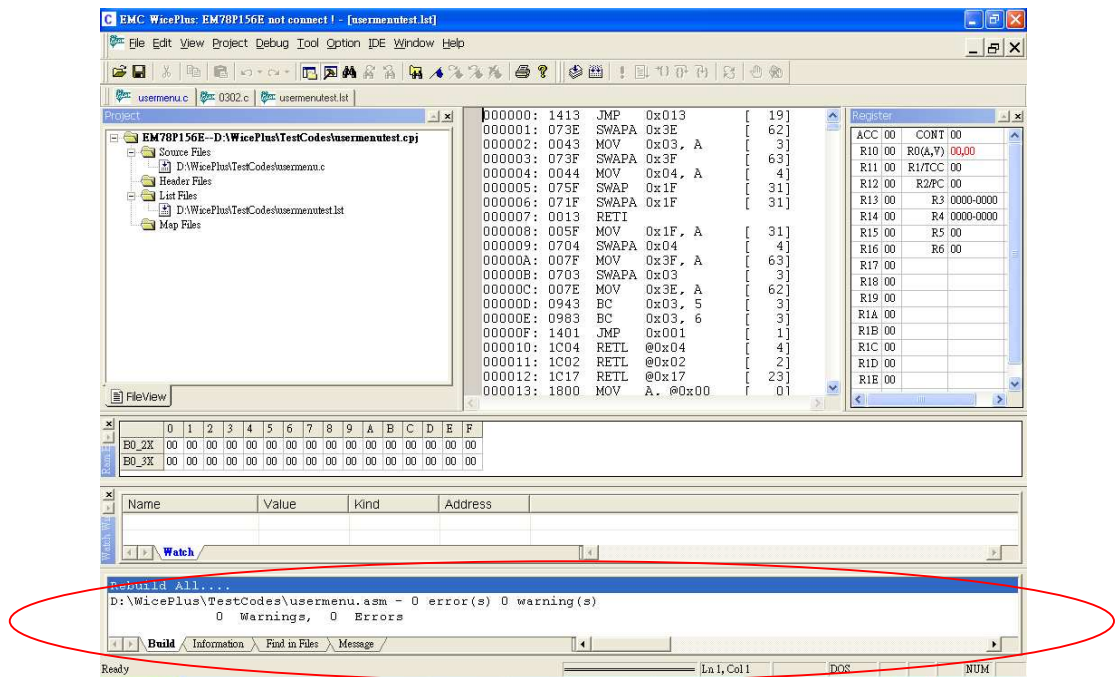 EMC WicePlus: EM78P156E not connect ! - [usermenutest.lst]
File Edit View Project Debug Tool Option IDE Window Help
usermenu.c 0302.c usermenutest.lst
Project
EM78P156E--D:\WicePlus\TestCodes\usermenutest.cpj
Source Files
D:\WicePlus\TestCodes\usermenu.c
Header Files
List Files
D:\WicePlus\TestCodes\usermenutest.lst
Map Files
FileView
000000: 1413 JMP 0x013 [ 19]
000001: 073E SWAPA 0x3E [ 62]
000002: 0043 MOV 0x03, A [ 3]
000003: 073F SWAPA 0x3F [ 63]
000004: 0044 MOV 0x04, A [ 4]
000005: 075F SWAP 0x1F [ 31]
000006: 071F SWAPA 0x1F [ 31]
000007: 0013 RETI
000008: 005F MOV 0x1F, A [ 31]
000009: 0704 SWAPA 0x04 [ 4]
00000A: 007F MOV 0x3F, A [ 63]
00000B: 0703 SWAPA 0x03 [ 3]
00000C: 007E MOV 0x3E, A [ 62]
00000D: 0943 BC 0x03, 5 [ 3]
00000E: 0983 BC 0x03, 6 [ 3]
00000F: 1401 JMP 0x001 [ 1]
000010: 1C04 RETL @0x04 [ 4]
000011: 1C02 RETL @0x02 [ 2]
000012: 1C17 RETL @0x17 [ 23]
000013: 1800 MOV A, @0x00 [ 0]
Register
ACC 00 CONT 00
R10 00 R0(A,V) 00,00
R11 00 R1/TCC 00
R12 00 R2/PC 00
R13 00 R3 0000-0000
R14 00 R4 0000-0000
R15 00 R5 00
R16 00 R6 00
R17 00
R18 00
R19 00
R1A 00
R1B 00
R1C 00
R1D 00
R1E 00
0 1 2 3 4 5 6 7 8 9 A B C D E F
B0_2X 00 00 00 00 00 00 00 00 00 00 00 00 00 00 00 00
B0_3X 00 00 00 00 00 00 00 00 00 00 00 00 00 00 00 00
Name Value Kind Address
Watch
Rebuild All....
D:\WicePlus\TestCodes\usermenu.asm - 0 error(s) 0 warning(s)
0 Warnings, 0 Errors
Build Information Find in Files Message
Ready Ln 1, Col 1 DOS NUM